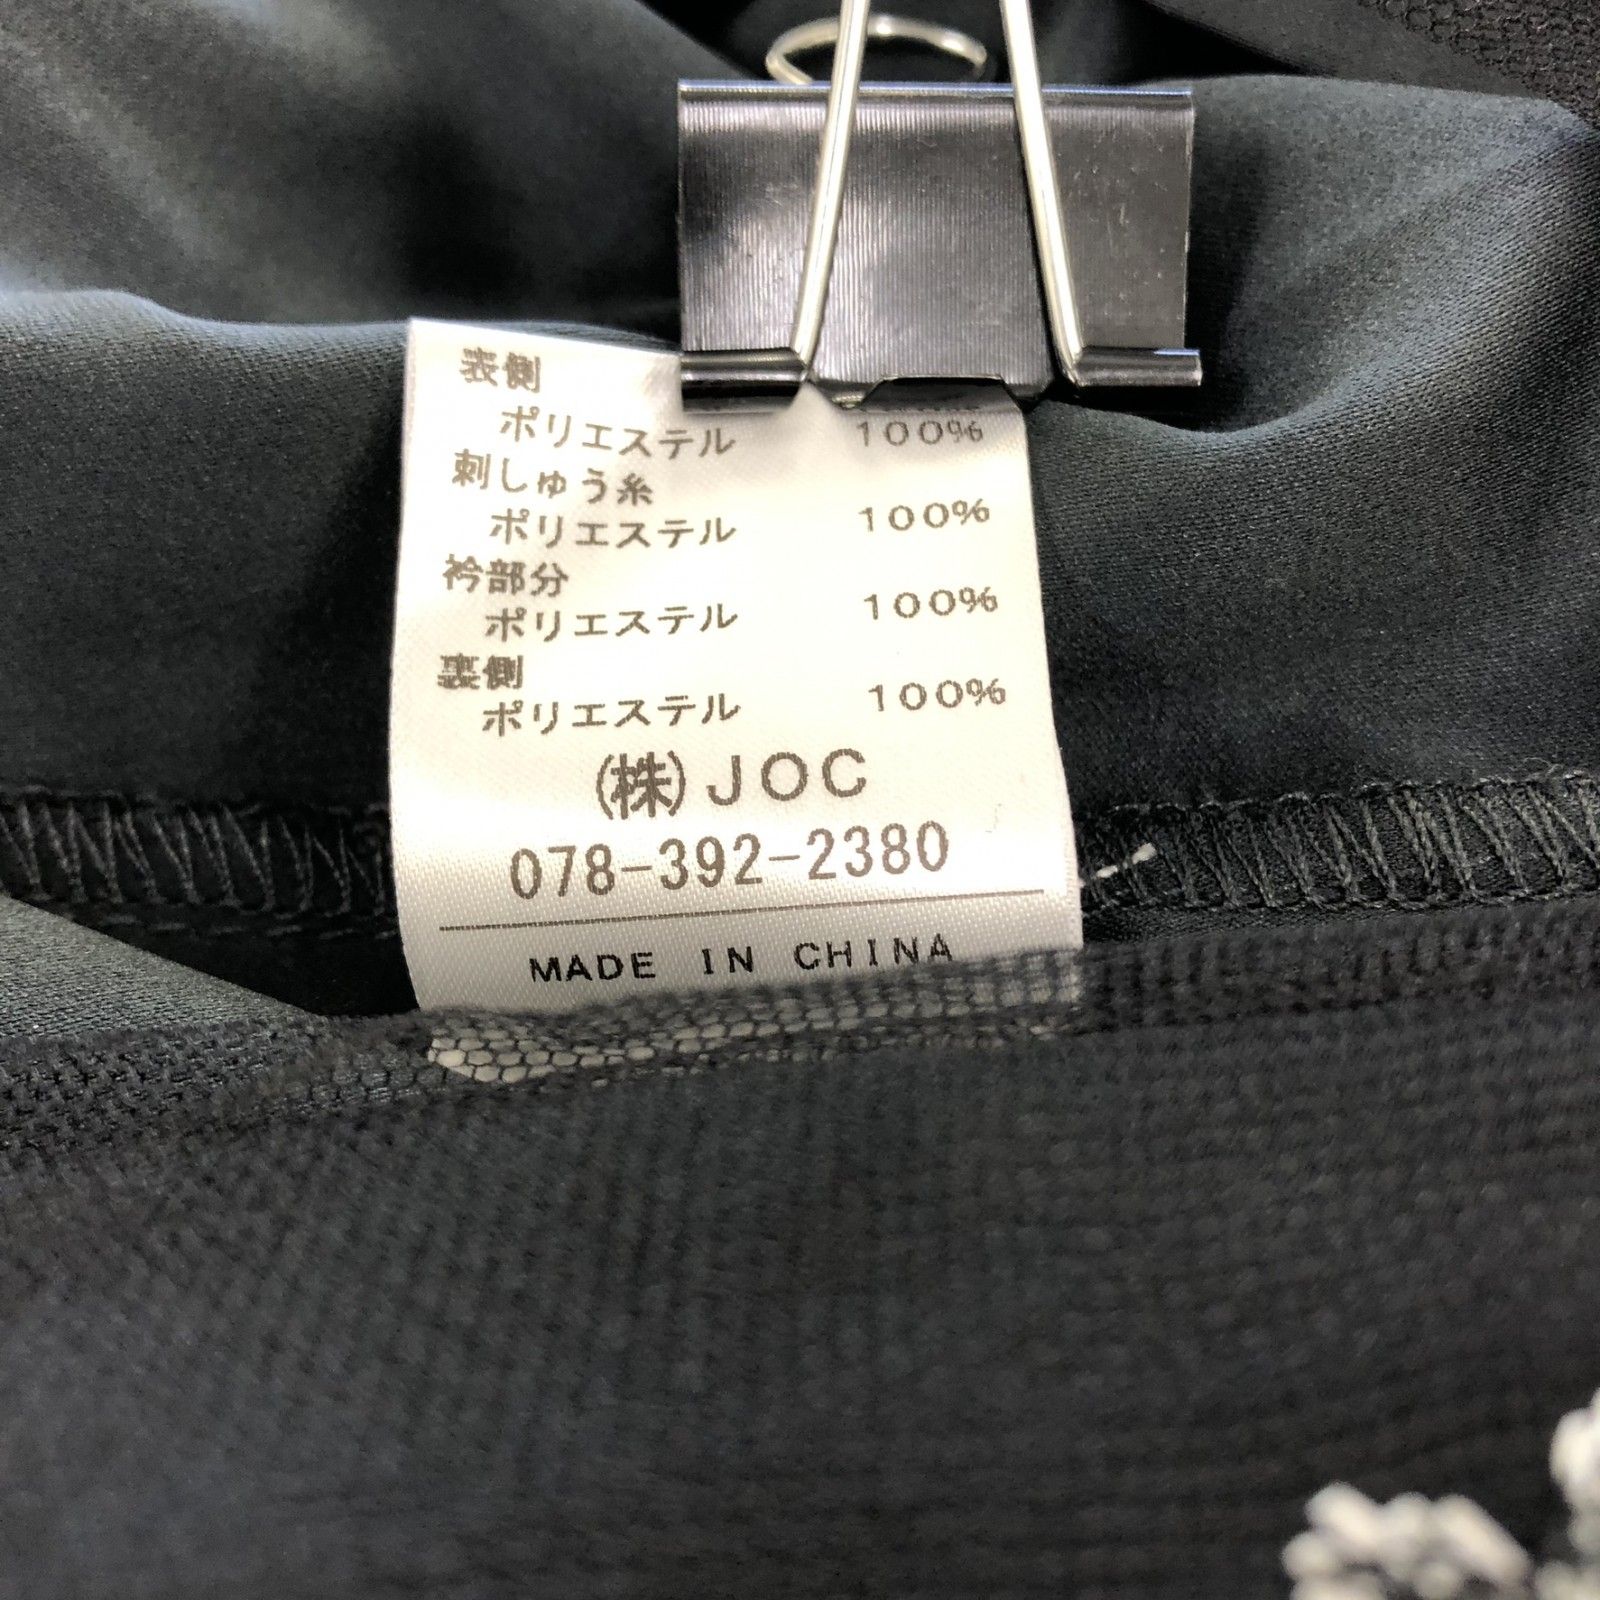 表側
ポリエステル 100%
刺しゅう糸
ポリエステル 100%
衿部分
ポリエステル 100%
裏側
ポリエステル 100%
(株)JOC
078-392-2380
MADE IN CHINA